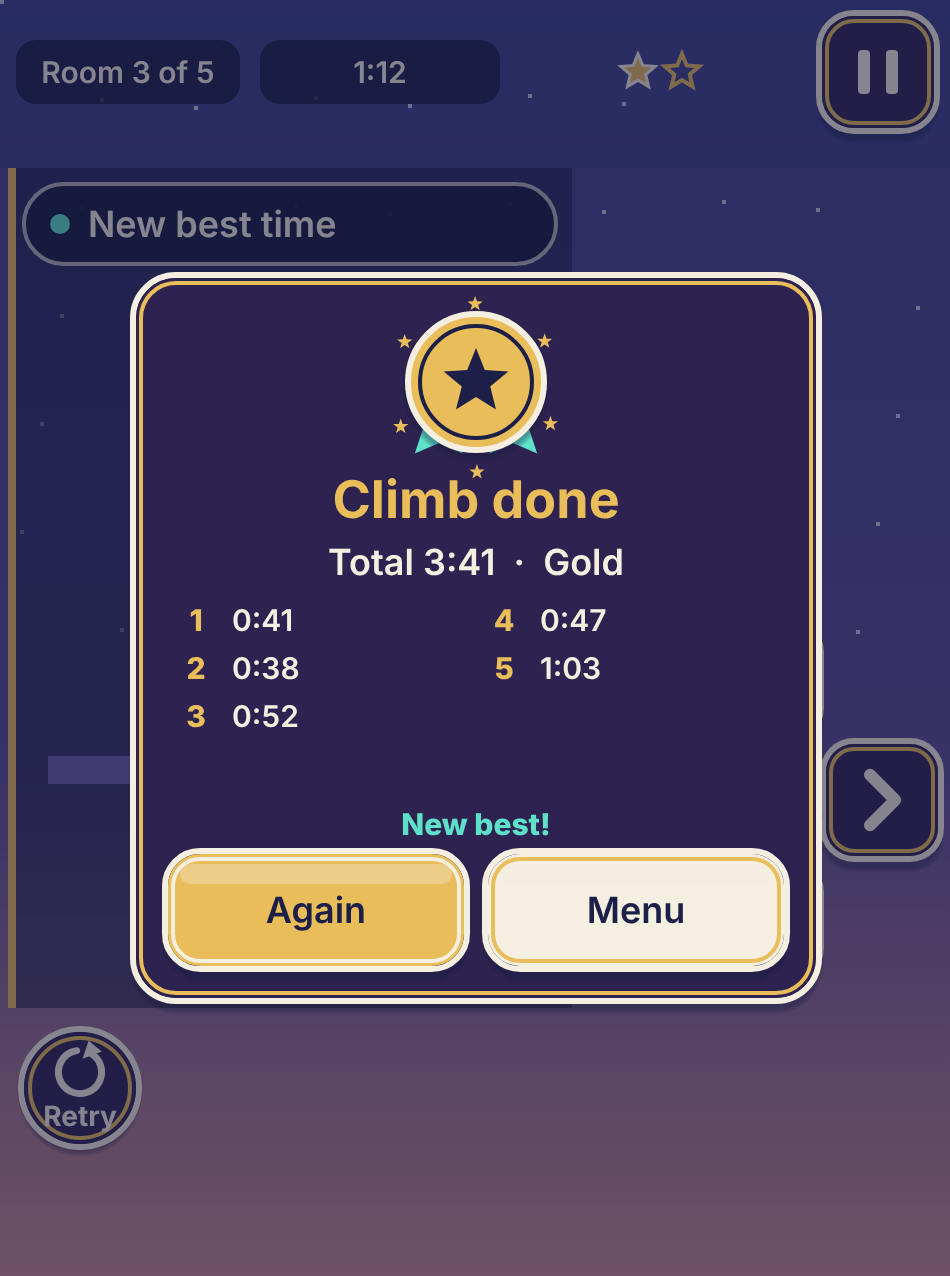 Room 3 of 5
1:12
New best time
Climb done
Total 3:41 · Gold
1 0:41
2 0:38
3 0:52
4 0:47
5 1:03
New best!
Again
Menu
Retry